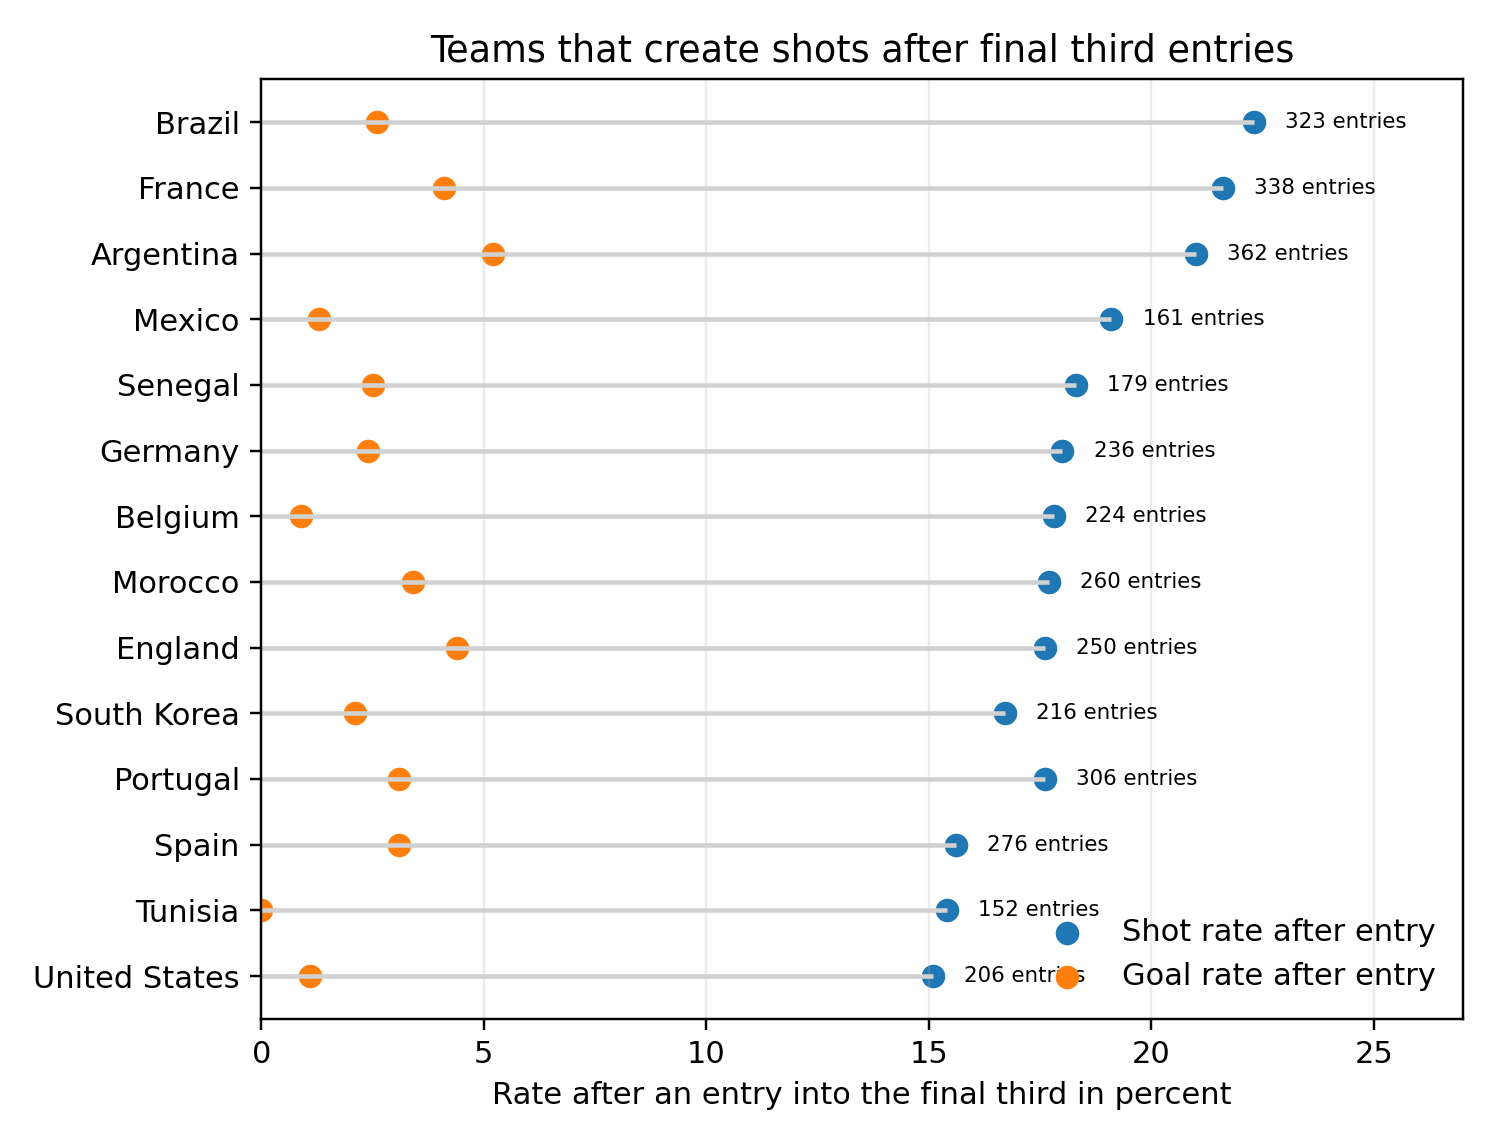 Teams that create shots after final third entries
Brazil 323 entries
France 338 entries
Argentina 362 entries
Mexico 161 entries
Senegal 179 entries
Germany 236 entries
Belgium 224 entries
Morocco 260 entries
England 250 entries
South Korea 216 entries
Portugal 306 entries
Spain 276 entries
Tunisia 152 entries
Shot rate after entry
United States 206 entries
Goal rate after entry
0 5 10 15 20 25
Rate after an entry into the final third in percent